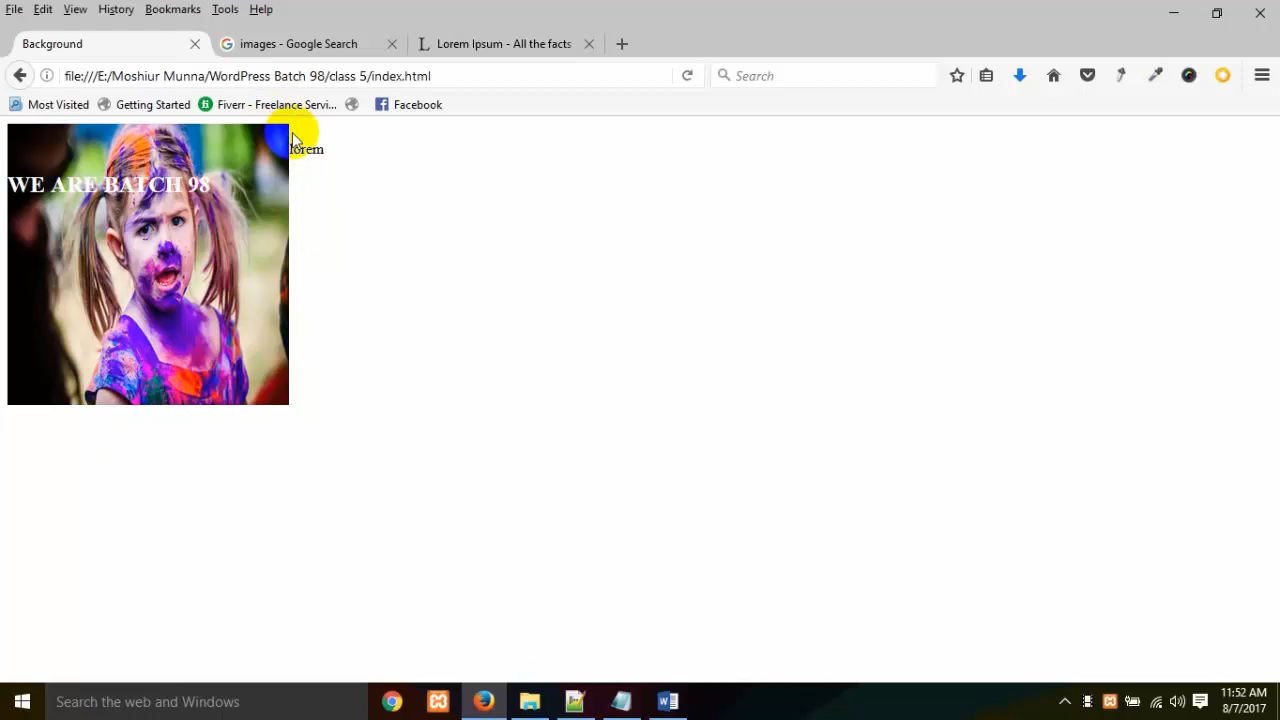 File Edit View History Bookmarks Tools Help
Background images - Google Search Lorem Ipsum - All the facts
file:///E:/Moshiur Munna/WordPress Batch 98/class 5/index.html Search
Most Visited Getting Started Fiverr - Freelance Servi... Facebook
lorem
WE ARE BATCH 98
Search the web and Windows
11:52 AM
8/7/2017